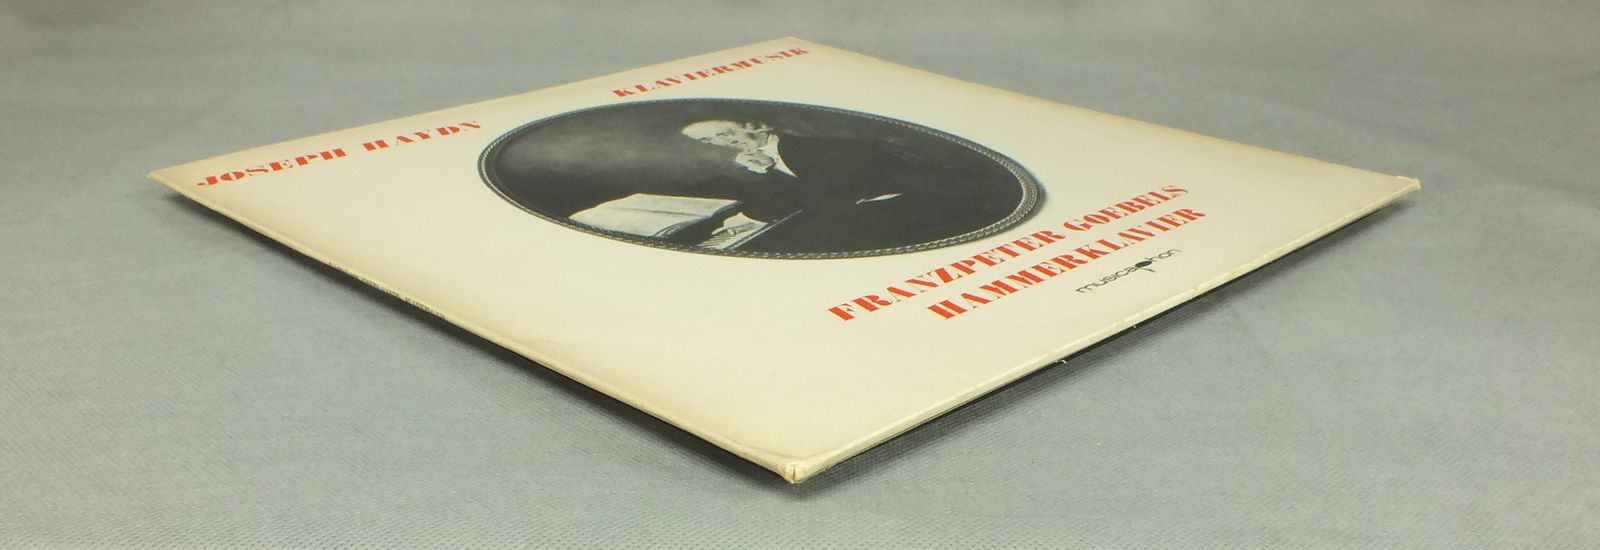 JOSEPH HAYDN KLAVIERMUSIK
FRANZPETER GOEBELS
HAMMERKLAVIER
musicaphon